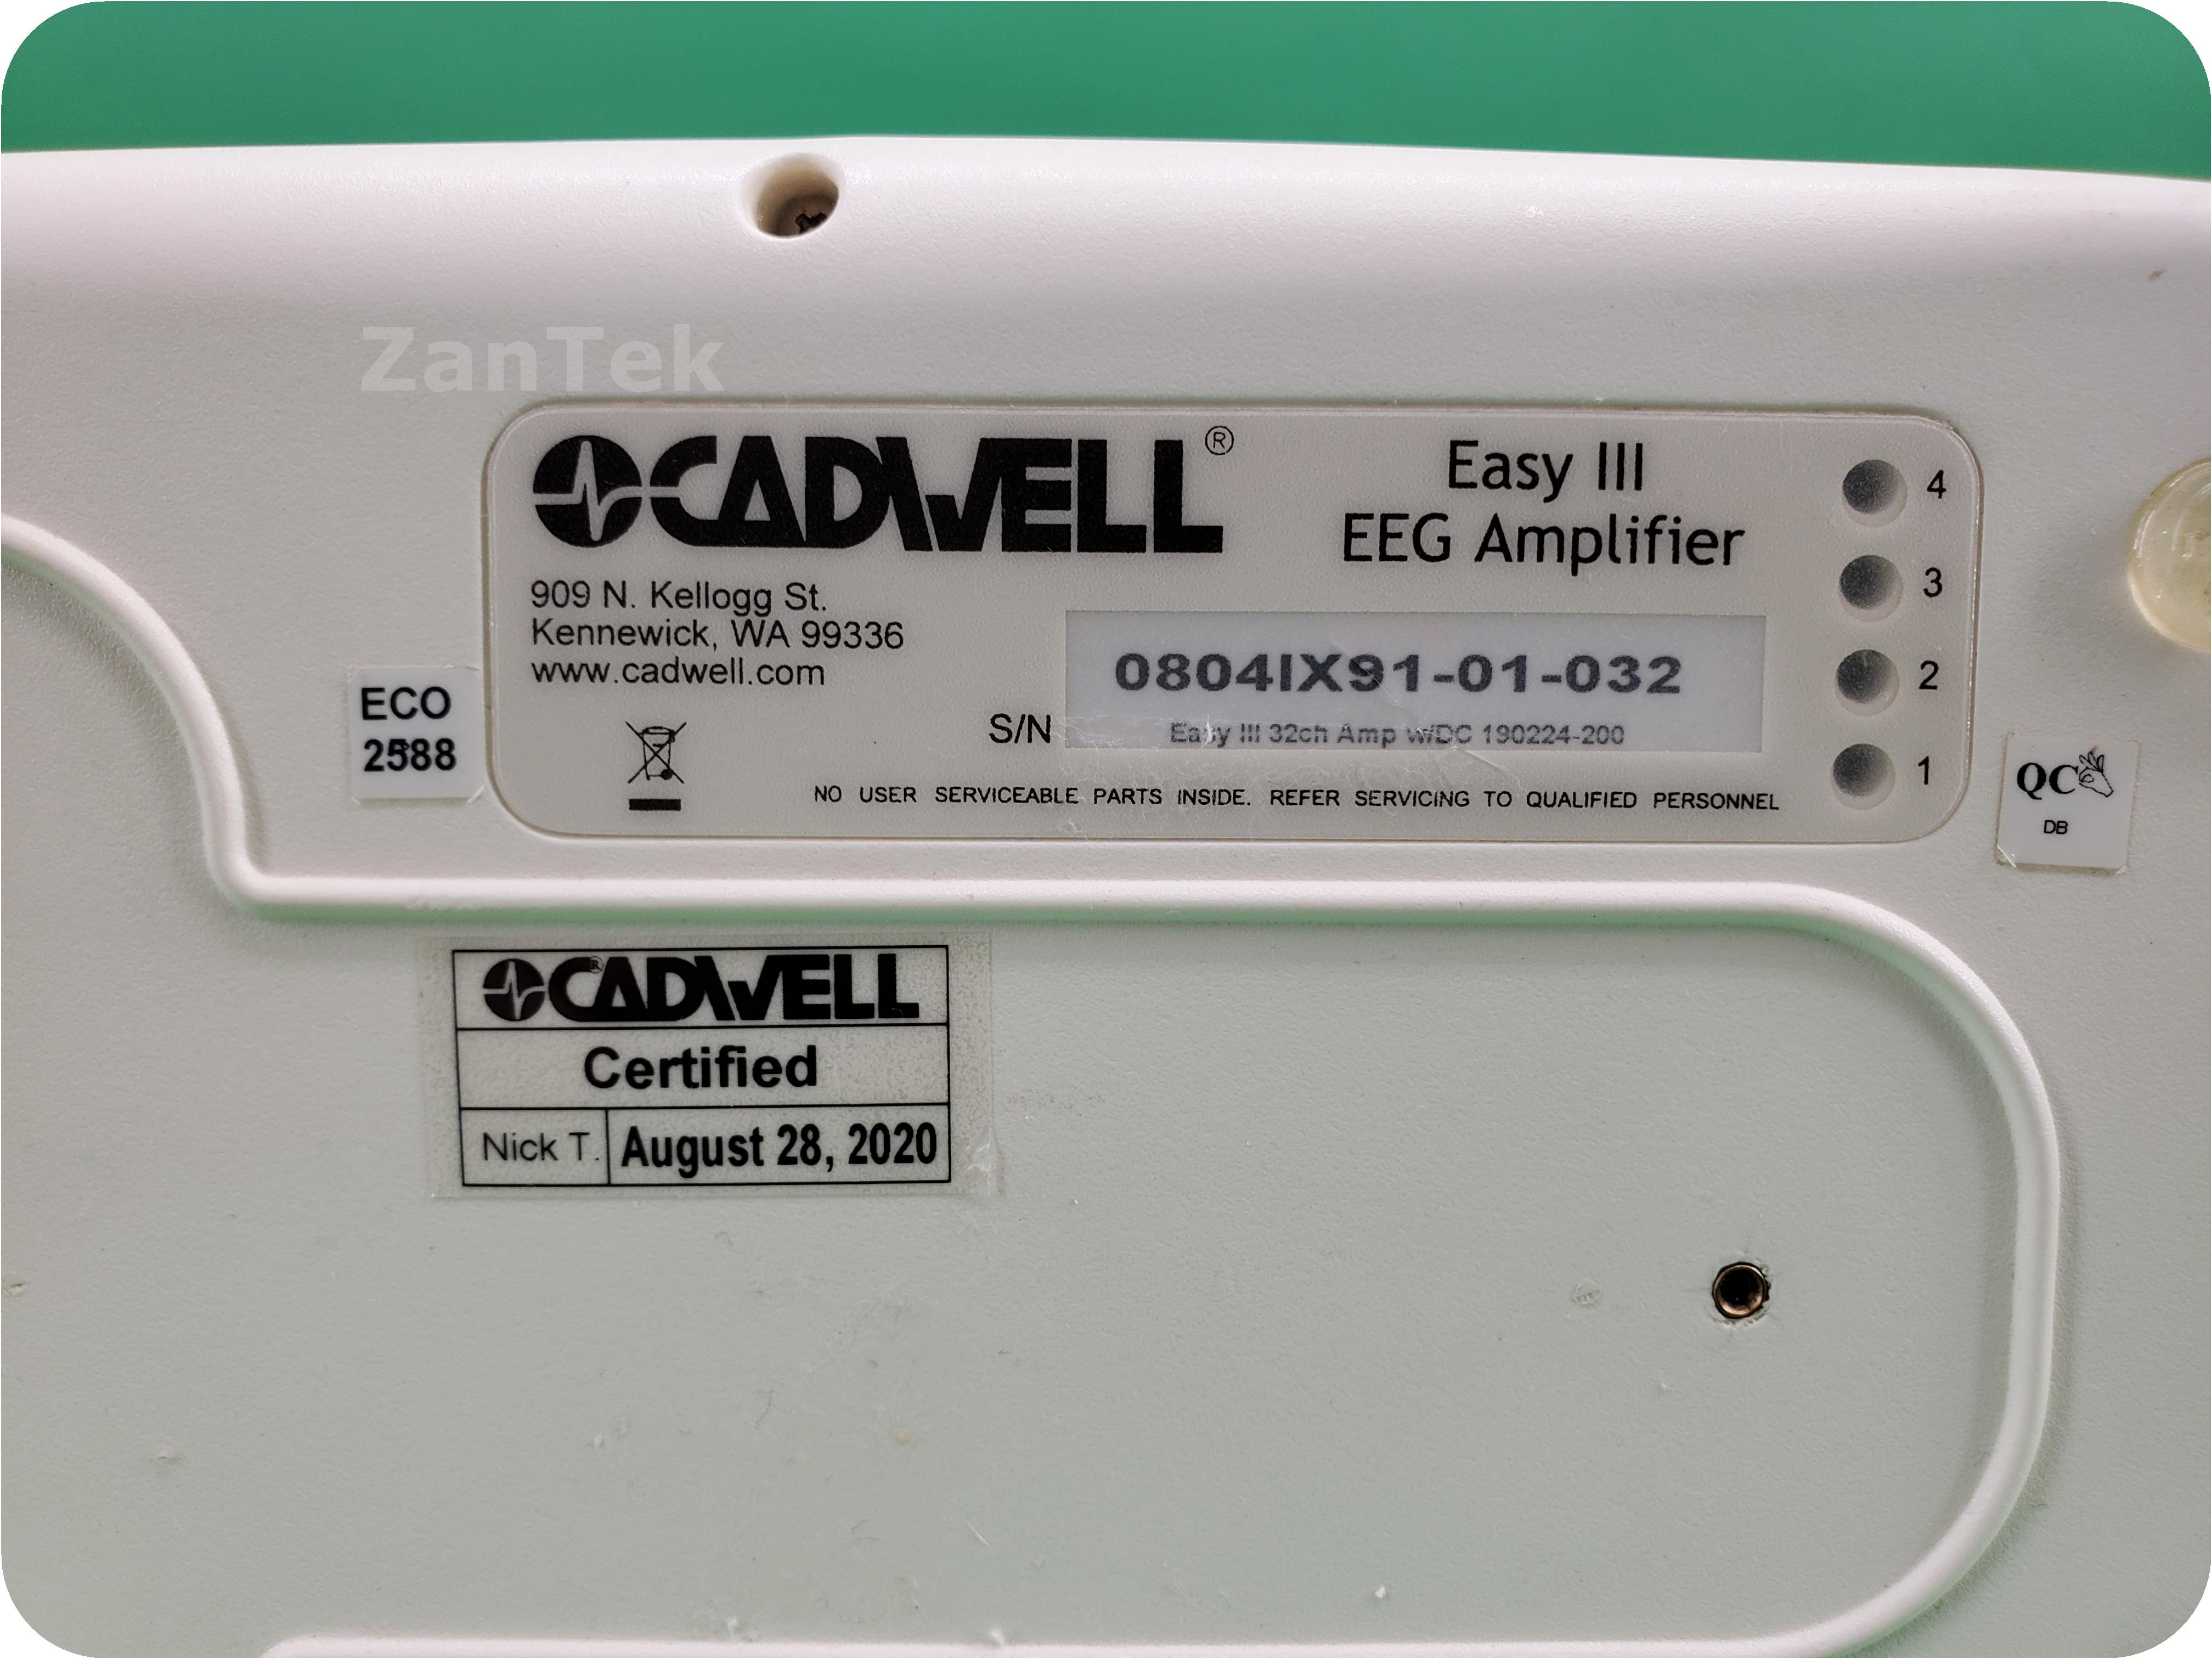 ZanTek
CADWELL®
Easy III
EEG Amplifier
909 N. Kellogg St.
Kennewick, WA 99336
www.cadwell.com
S/N
0804IX91-01-032
Easy III 32ch Amp w/DC 190224-200
NO USER SERVICEABLE PARTS INSIDE. REFER SERVICING TO QUALIFIED PERSONNEL
4
3
2
1
ECO
2588
QC
DB
CADWELL®
Certified
Nick T. August 28, 2020